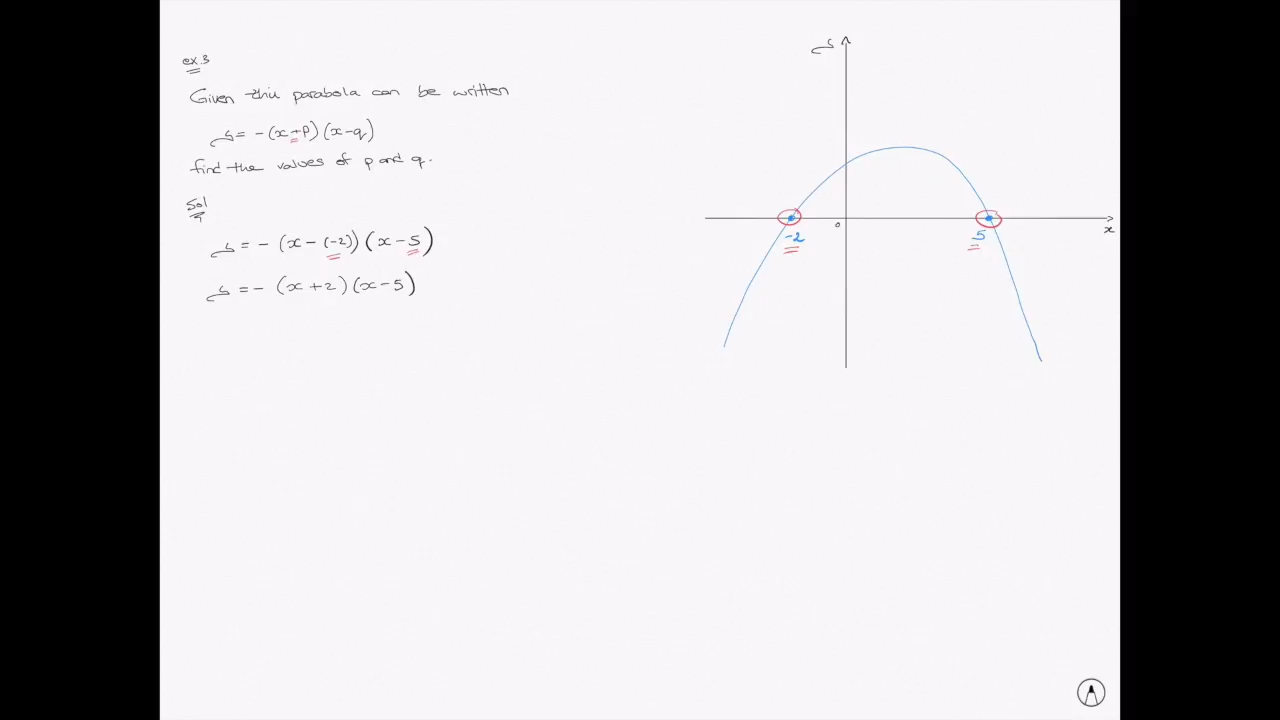 ex.3
Given this parabola can be written
y = -(x+p)(x-q)
find the values of p and q.
Sol
y = - (x - (-2)) (x - 5)
y = - (x + 2) (x - 5)
y
0
x
-2
5